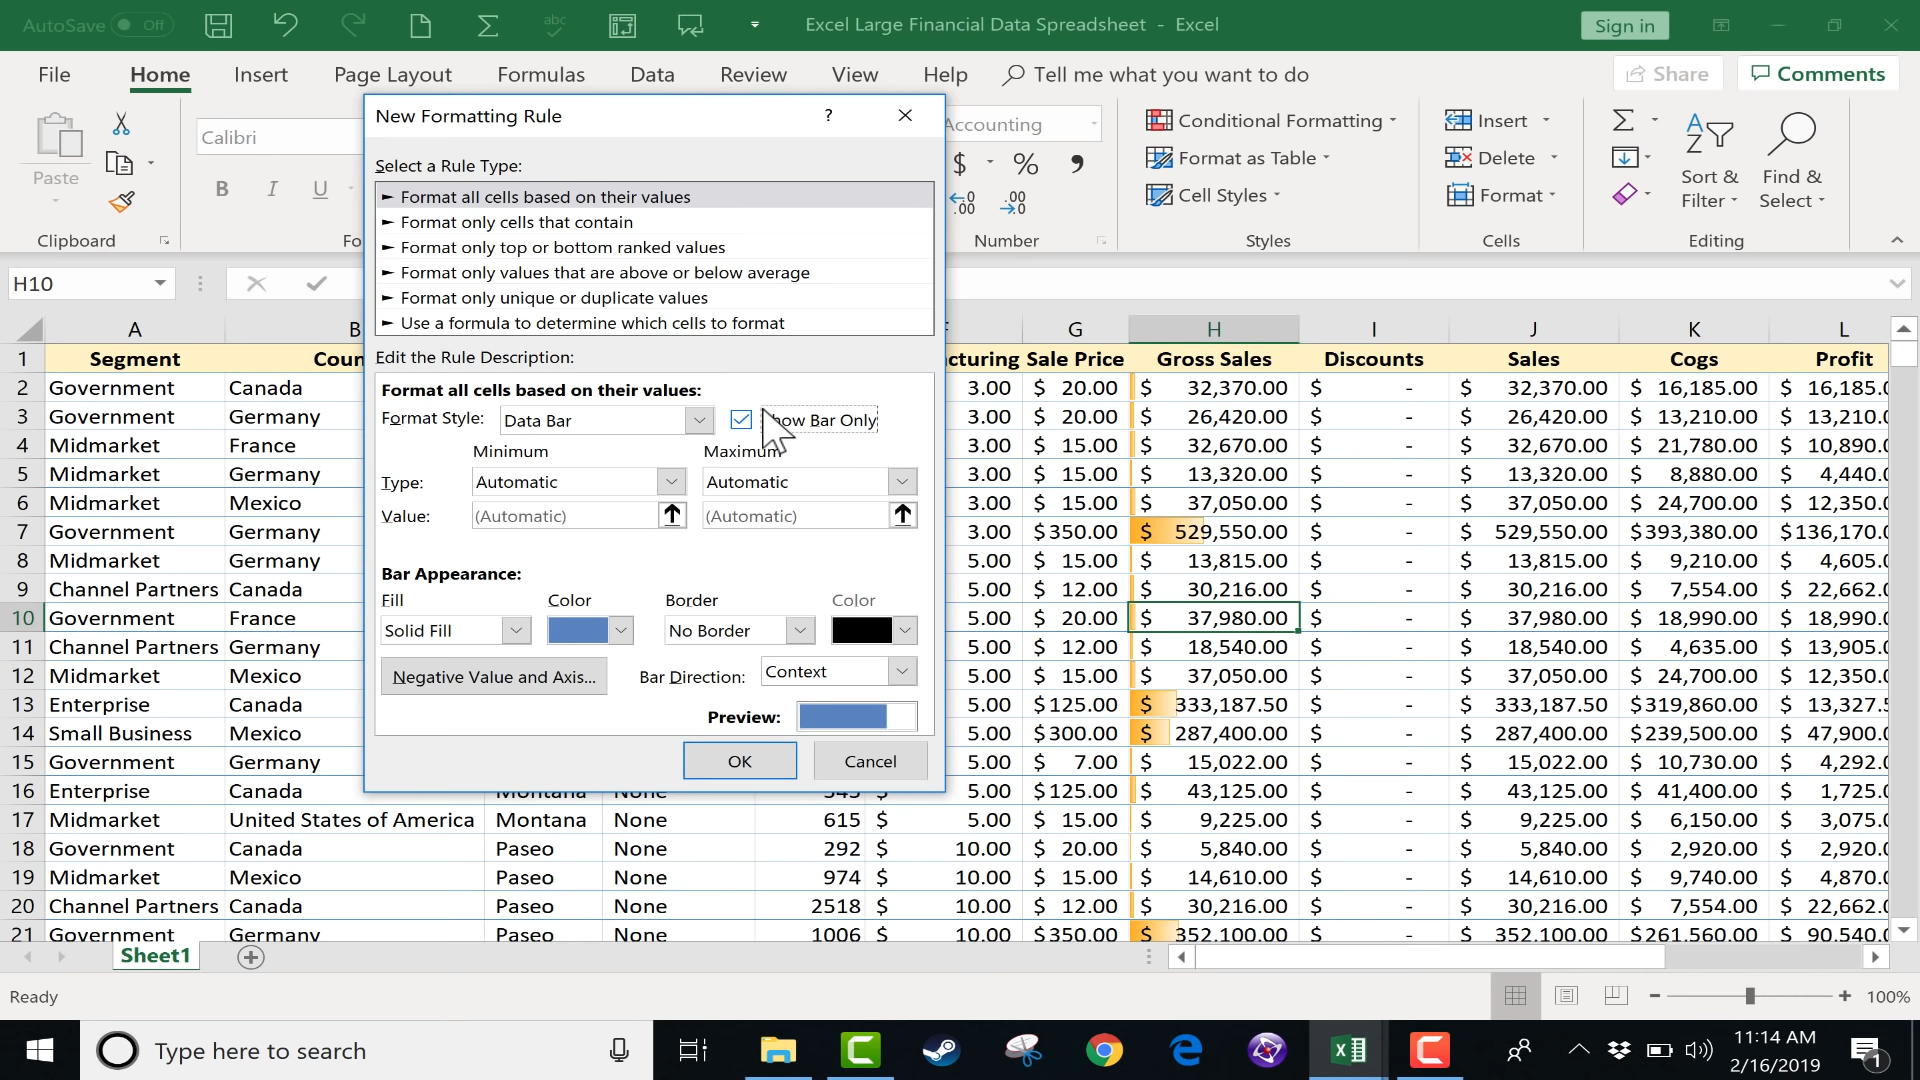 AutoSave Off
Excel Large Financial Data Spreadsheet - Excel
Sign in
File Home Insert Page Layout Formulas Data Review View Help Tell me what you want to do
Share Comments
Paste
Clipboard
Calibri
B I U
Accounting
$ % ,
Number
Conditional Formatting
Format as Table
Cell Styles
Styles
Insert
Delete
Format
Cells
Sort & Filter
Find & Select
Editing
H10
New Formatting Rule ?
Select a Rule Type:
► Format all cells based on their values
► Format only cells that contain
► Format only top or bottom ranked values
► Format only values that are above or below average
► Format only unique or duplicate values
► Use a formula to determine which cells to format
Edit the Rule Description:
Format all cells based on their values:
Format Style: Data Bar Show Bar Only
Minimum Maximum
Type: Automatic Automatic
Value: (Automatic) (Automatic)
Bar Appearance:
Fill Color Border Color
Solid Fill No Border
Negative Value and Axis... Bar Direction: Context
Preview:
OK Cancel
A B G H I J K L
1 Segment Coun cturing Sale Price Gross Sales Discounts Sales Cogs Profit
2 Government Canada 3.00 $ 20.00 $ 32,370.00 $ - $ 32,370.00 $ 16,185.00 $ 16,185.
3 Government Germany 3.00 $ 20.00 $ 26,420.00 $ - $ 26,420.00 $ 13,210.00 $ 13,210.
4 Midmarket France 3.00 $ 15.00 $ 32,670.00 $ - $ 32,670.00 $ 21,780.00 $ 10,890.
5 Midmarket Germany 3.00 $ 15.00 $ 13,320.00 $ - $ 13,320.00 $ 8,880.00 $ 4,440.
6 Midmarket Mexico 3.00 $ 15.00 $ 37,050.00 $ - $ 37,050.00 $ 24,700.00 $ 12,350.
7 Government Germany 3.00 $350.00 $ 529,550.00 $ - $ 529,550.00 $393,380.00 $136,170.
8 Midmarket Germany 5.00 $ 15.00 $ 13,815.00 $ - $ 13,815.00 $ 9,210.00 $ 4,605.
9 Channel Partners Canada 5.00 $ 12.00 $ 30,216.00 $ - $ 30,216.00 $ 7,554.00 $ 22,662.
10 Government France 5.00 $ 20.00 $ 37,980.00 $ - $ 37,980.00 $ 18,990.00 $ 18,990.
11 Channel Partners Germany 5.00 $ 12.00 $ 18,540.00 $ - $ 18,540.00 $ 4,635.00 $ 13,905.
12 Midmarket Mexico 5.00 $ 15.00 $ 37,050.00 $ - $ 37,050.00 $ 24,700.00 $ 12,350.
13 Enterprise Canada 5.00 $125.00 $ 333,187.50 $ - $ 333,187.50 $319,860.00 $ 13,327.
14 Small Business Mexico 5.00 $300.00 $ 287,400.00 $ - $ 287,400.00 $239,500.00 $ 47,900.
15 Government Germany 5.00 $ 7.00 $ 15,022.00 $ - $ 15,022.00 $ 10,730.00 $ 4,292.
16 Enterprise Canada Montana None 545 $ 5.00 $125.00 $ 43,125.00 $ - $ 43,125.00 $ 41,400.00 $ 1,725.
17 Midmarket United States of America Montana None 615 $ 5.00 $ 15.00 $ 9,225.00 $ - $ 9,225.00 $ 6,150.00 $ 3,075.
18 Government Canada Paseo None 292 $ 10.00 $ 20.00 $ 5,840.00 $ - $ 5,840.00 $ 2,920.00 $ 2,920.
19 Midmarket Mexico Paseo None 974 $ 10.00 $ 15.00 $ 14,610.00 $ - $ 14,610.00 $ 9,740.00 $ 4,870.
20 Channel Partners Canada Paseo None 2518 $ 10.00 $ 12.00 $ 30,216.00 $ - $ 30,216.00 $ 7,554.00 $ 22,662.
21 Government Germany Paseo None 1006 $ 10.00 $350.00 $ 352,100.00 $ - $ 352,100.00 $261,560.00 $ 90,540.
Sheet1
Ready
100%
Type here to search
11:14 AM
2/16/2019
1